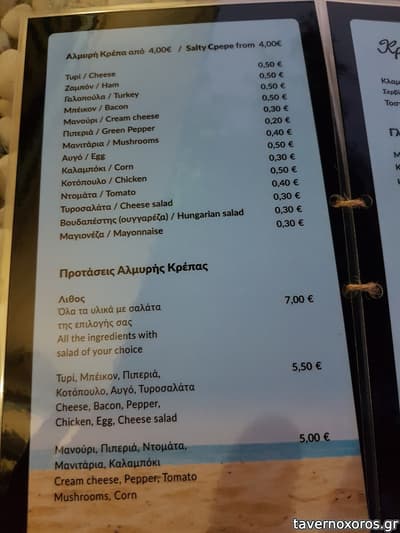 Αλμυρή Κρέπα από 4,00€ / Salty Cpepe from 4,00€
Τυρί / Cheese 0,50 €
Ζαμπόν / Ham 0,50 €
Γαλοπούλα / Turkey 0,50 €
Μπέικον / Bacon 0,50 €
Μανούρι / Cream cheese 0,30 €
Πιπεριά / Green Pepper 0,20 €
Μανιτάρια / Mushrooms 0,40 €
Αυγό / Egg 0,50 €
Καλαμπόκι / Corn 0,30 €
Κοτόπουλο / Chicken 0,50 €
Ντομάτα / Tomato 0,40 €
Τυροσαλάτα / Cheese salad 0,30 €
Βουδαπέστης (ουγγαρέζα) / Hungarian salad 0,30 €
Μαγιονέζα / Mayonnaise 0,30 €
Προτάσεις Αλμυρής Κρέπας
Λιθος 7,00 €
Όλα τα υλικά με σαλάτα
της επιλογής σας
All the ingredients with
salad of your choice
Τυρί, Μπέικον, Πιπεριά, 5,50 €
Κοτόπουλο, Αυγό, Τυροσαλάτα
Cheese, Bacon, Pepper,
Chicken, Egg, Cheese salad
Μανούρι, Πιπεριά, Ντομάτα, 5,00 €
Μανιτάρια, Καλαμπόκι
Cream cheese, Pepper, Tomato
Mushrooms, Corn
tavernoxoros.gr